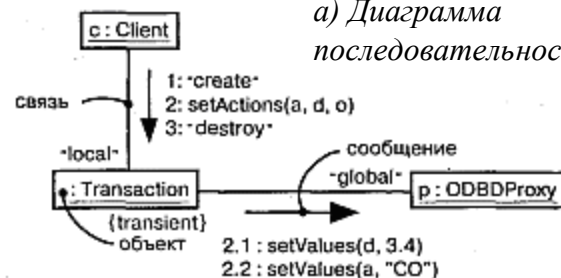 а) Диаграмма
последовательнос
c : Client
1: "create"
2: setActions(a, d, o)
3: "destroy"
связь
"local"
сообщение
: Transaction
"global"
p : ODBDProxy
{transient}
объект
2.1 : setValues(d, 3.4)
2.2 : setValues(a, "CO")